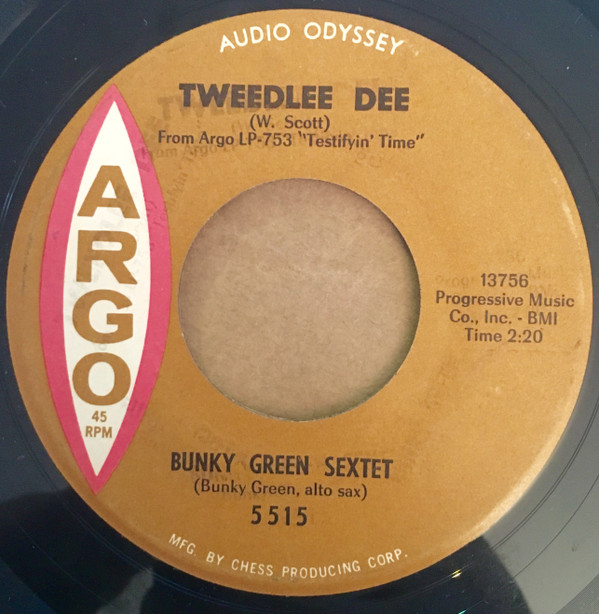 AUDIO ODYSSEY
TWEEDLEE DEE
(W. Scott)
From Argo LP-753 "Testifyin' Time"
ARGO
45
RPM
13756
Progressive Music
Co., Inc. - BMI
Time 2:20
BUNKY GREEN SEXTET
(Bunky Green, alto sax)
5515
MFG. BY CHESS PRODUCING CORP.